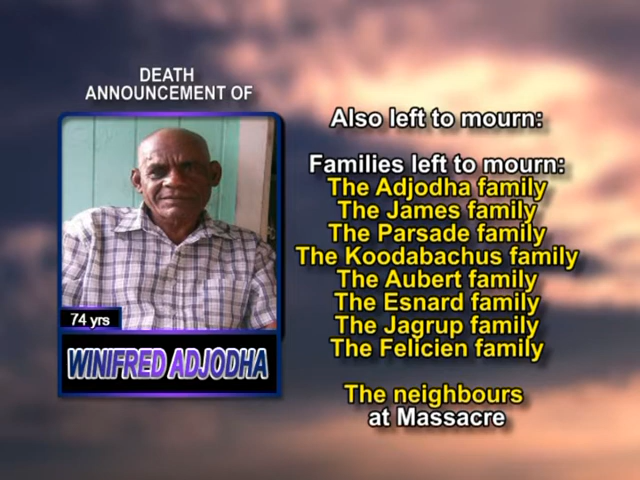 DEATH
ANNOUNCEMENT OF
74 yrs
WINIFRED ADJODHA
Also left to mourn:
Families left to mourn:
The Adjodha family
The James family
The Parsade family
The Koodabachus family
The Aubert family
The Esnard family
The Jagrup family
The Felicien family
The neighbours
at Massacre